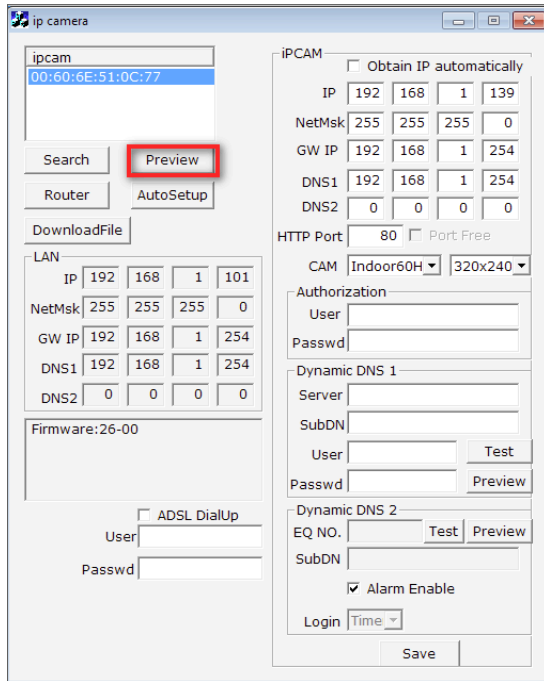 ip camera
ipcam
00:60:6E:51:0C:77
Search Preview
Router AutoSetup
DownloadFile
LAN
IP 192 168 1 101
NetMsk 255 255 255 0
GW IP 192 168 1 254
DNS1 192 168 1 254
DNS2 0 0 0 0
Firmware:26-00
ADSL DialUp
User
Passwd
iPCAM
Obtain IP automatically
IP 192 168 1 139
NetMsk 255 255 255 0
GW IP 192 168 1 254
DNS1 192 168 1 254
DNS2 0 0 0 0
HTTP Port 80 Port Free
CAM Indoor60H 320x240
Authorization
User
Passwd
Dynamic DNS 1
Server
SubDN
User Test
Passwd Preview
Dynamic DNS 2
EQ NO. Test Preview
SubDN
Alarm Enable
Login Time
Save